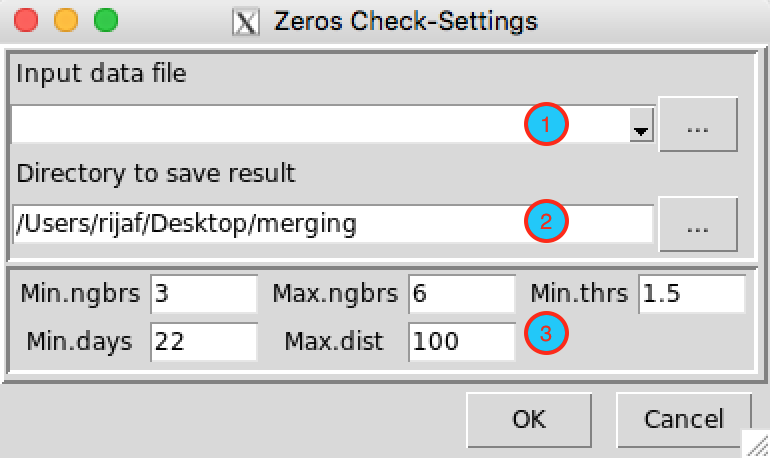 Zeros Check-Settings
Input data file
1 ...
Directory to save result
/Users/rijaf/Desktop/merging 2 ...
Min.ngbrs 3 Max.ngbrs 6 Min.thrs 1.5
Min.days 22 Max.dist 100 3
OK Cancel